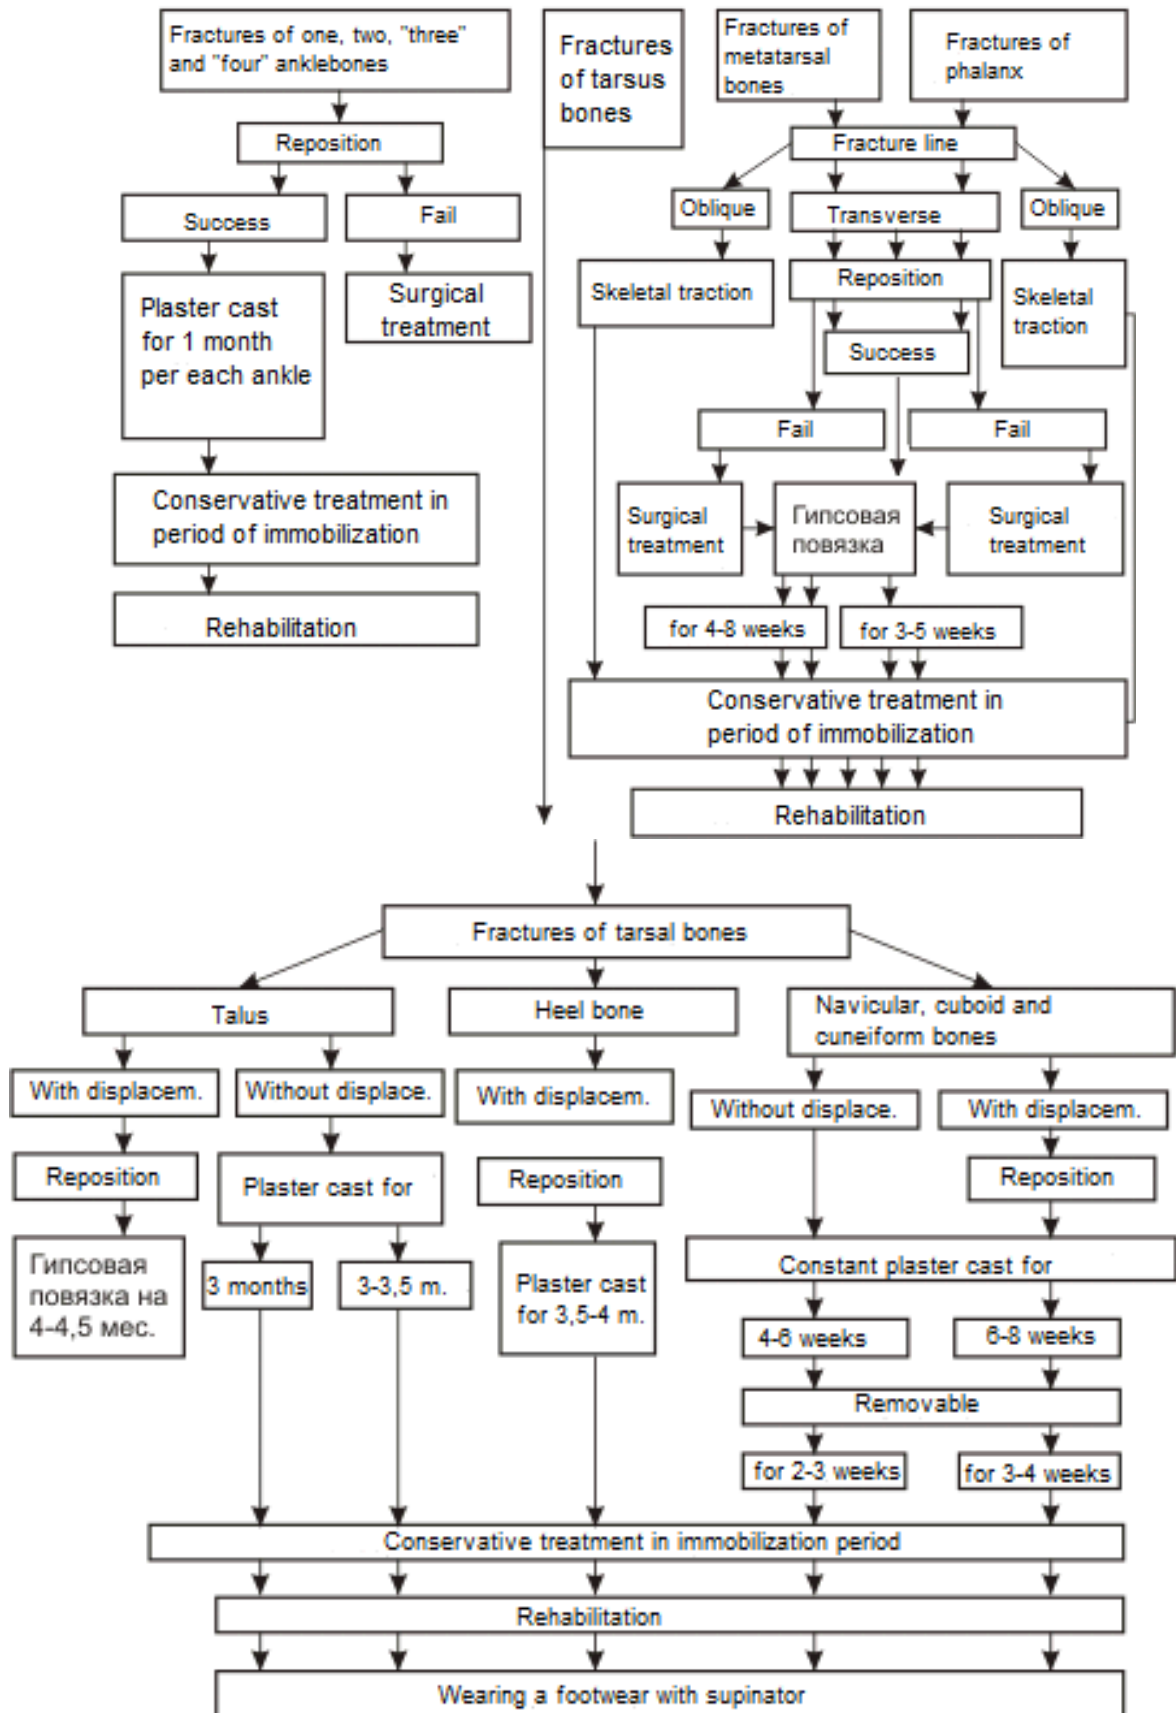 Fractures of one, two, "three"
and "four" anklebones
Reposition
Success
Fail
Plaster cast
for 1 month
per each ankle
Surgical
treatment
Conservative treatment in
period of immobilization
Rehabilitation
Fractures
of tarsus
bones
Fractures of
metatarsal
bones
Fractures of
phalanx
Fracture line
Oblique
Transverse
Oblique
Skeletal traction
Reposition
Skeletal
traction
Success
Fail
Fail
Surgical
treatment
Гипсовая
повязка
Surgical
treatment
for 4-8 weeks
for 3-5 weeks
Conservative treatment in
period of immobilization
Rehabilitation
Fractures of tarsal bones
Talus
Heel bone
Navicular, cuboid and
cuneiform bones
With displacem.
Without displace.
With displacem.
Without displace.
With displacem.
Reposition
Plaster cast for
Reposition
Reposition
Гипсовая
повязка на
4-4,5 мес.
3 months
3-3,5 m.
Plaster cast
for 3,5-4 m.
Constant plaster cast for
4-6 weeks
6-8 weeks
Removable
for 2-3 weeks
for 3-4 weeks
Conservative treatment in immobilization period
Rehabilitation
Wearing a footwear with supinator